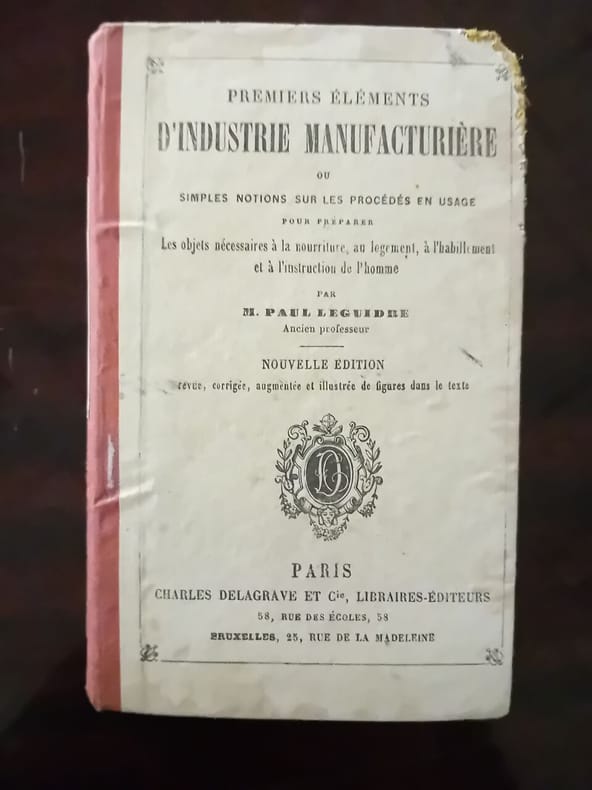 PREMIERS ÉLÉMENTS
D'INDUSTRIE MANUFACTURIÈRE
OU
SIMPLES NOTIONS SUR LES PROCÉDÉS EN USAGE
POUR PRÉPARER
Les objets nécessaires à la nourriture, au logement, à l'habillement
et à l'instruction de l'homme
PAR
M. PAUL LEGUIDRE
Ancien professeur
NOUVELLE ÉDITION
revue, corrigée, augmentée et illustrée de figures dans le texte
PARIS
CHARLES DELAGRAVE ET Cie, LIBRAIRES-ÉDITEURS
58, RUE DES ÉCOLES, 58
BRUXELLES, 25, RUE DE LA MADELEINE